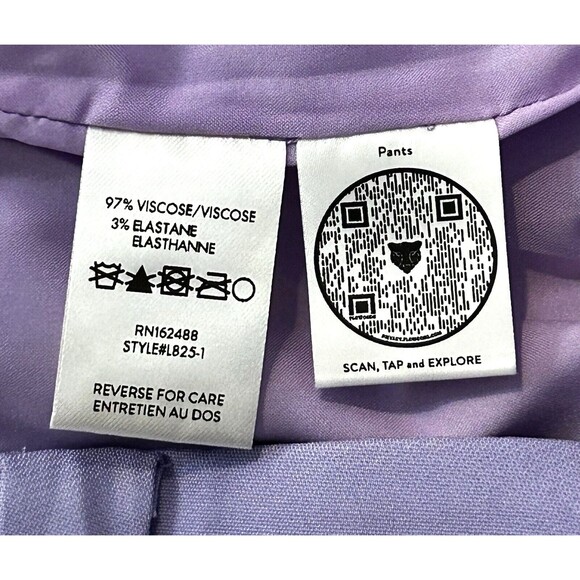 97% VISCOSE/VISCOSE
3% ELASTANE
ELASTHANNE
RN162488
STYLE#L825-1
REVERSE FOR CARE
ENTRETIEN AU DOS
Pants
SCAN, TAP and EXPLORE